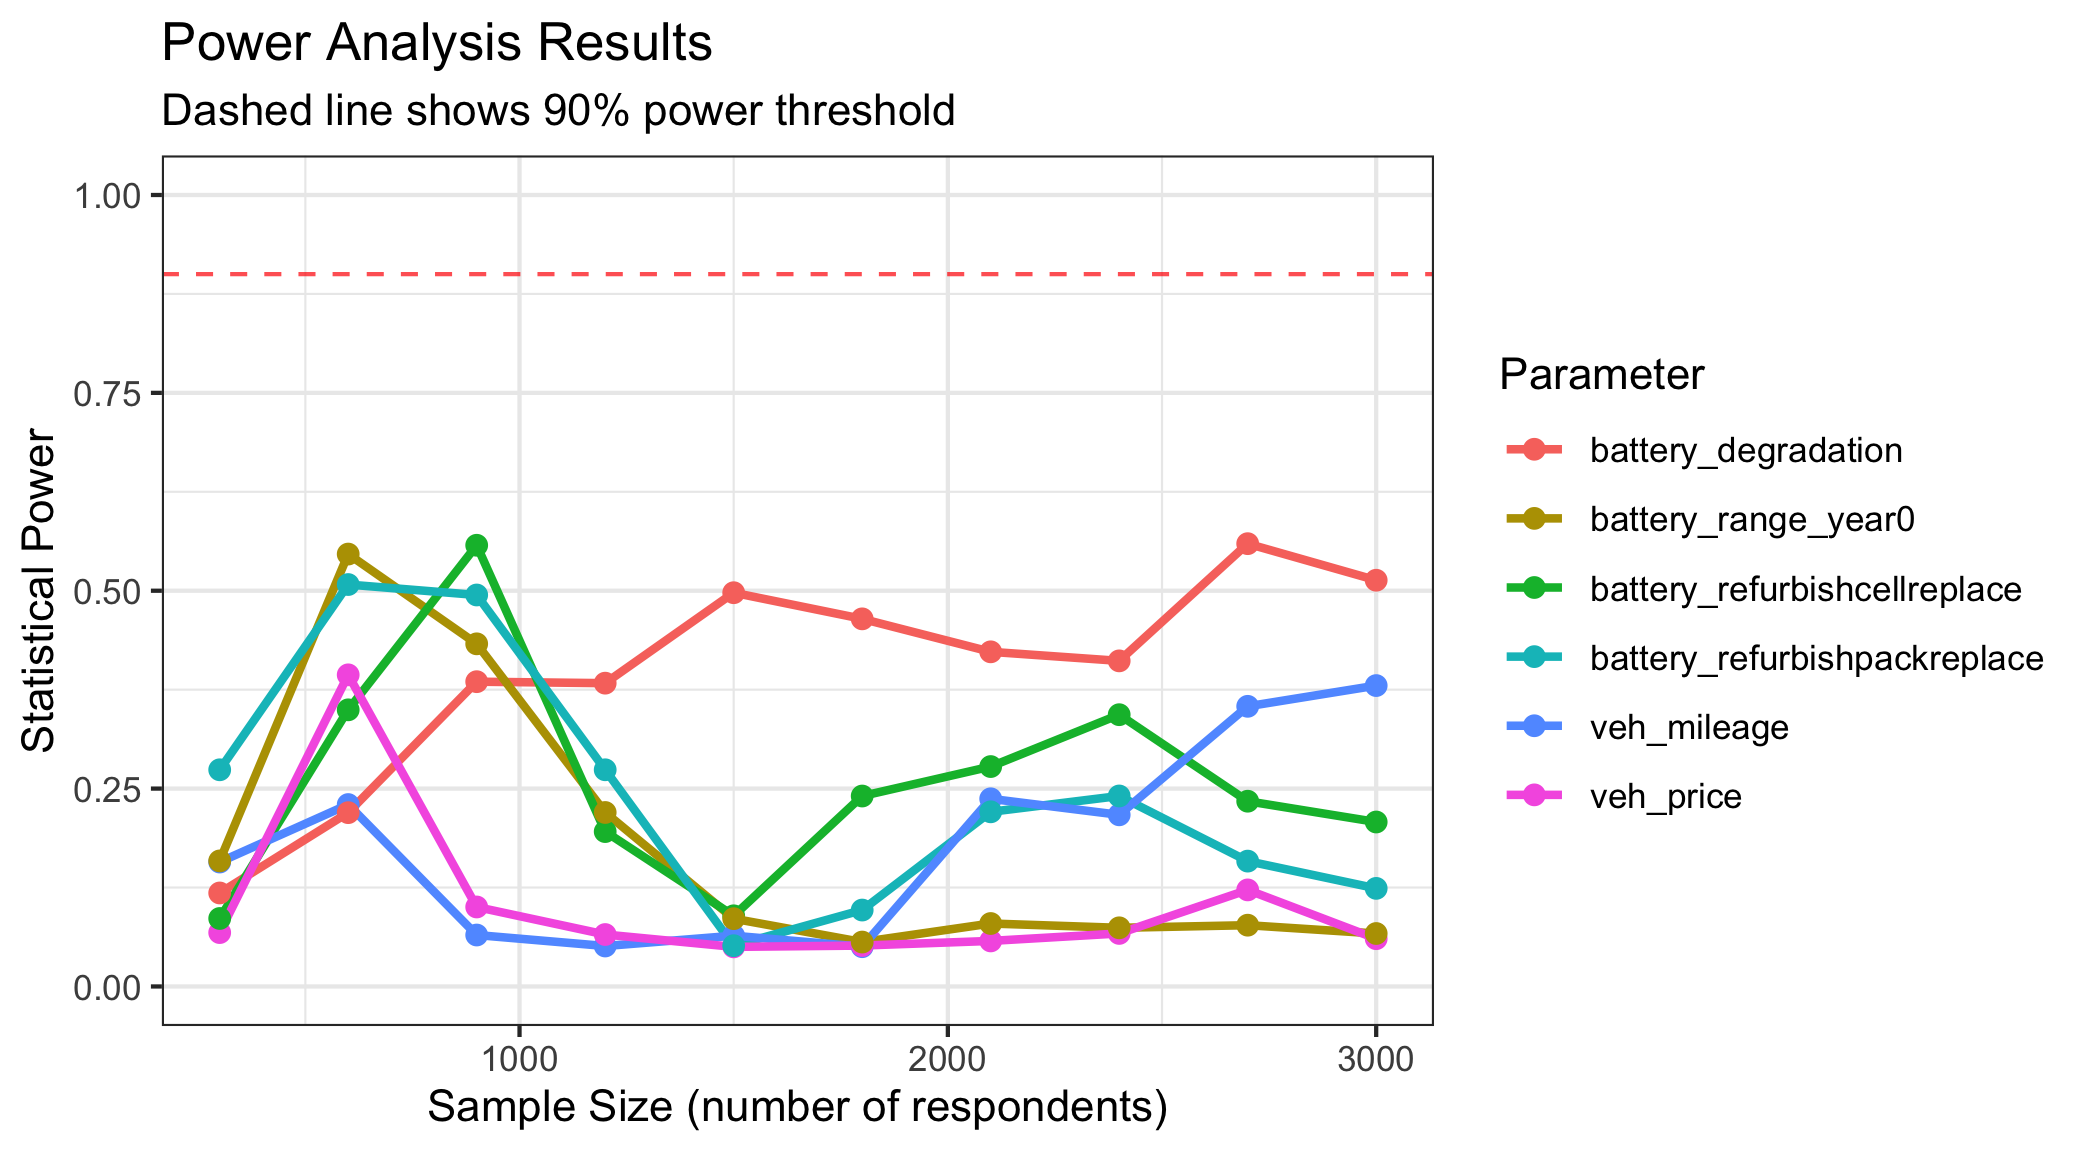 Power Analysis Results
Dashed line shows 90% power threshold
Statistical Power
1.00
0.75
0.50
0.25
0.00
1000
2000
3000
Sample Size (number of respondents)
Parameter
battery_degradation
battery_range_year0
battery_refurbishcellreplace
battery_refurbishpackreplace
veh_mileage
veh_price